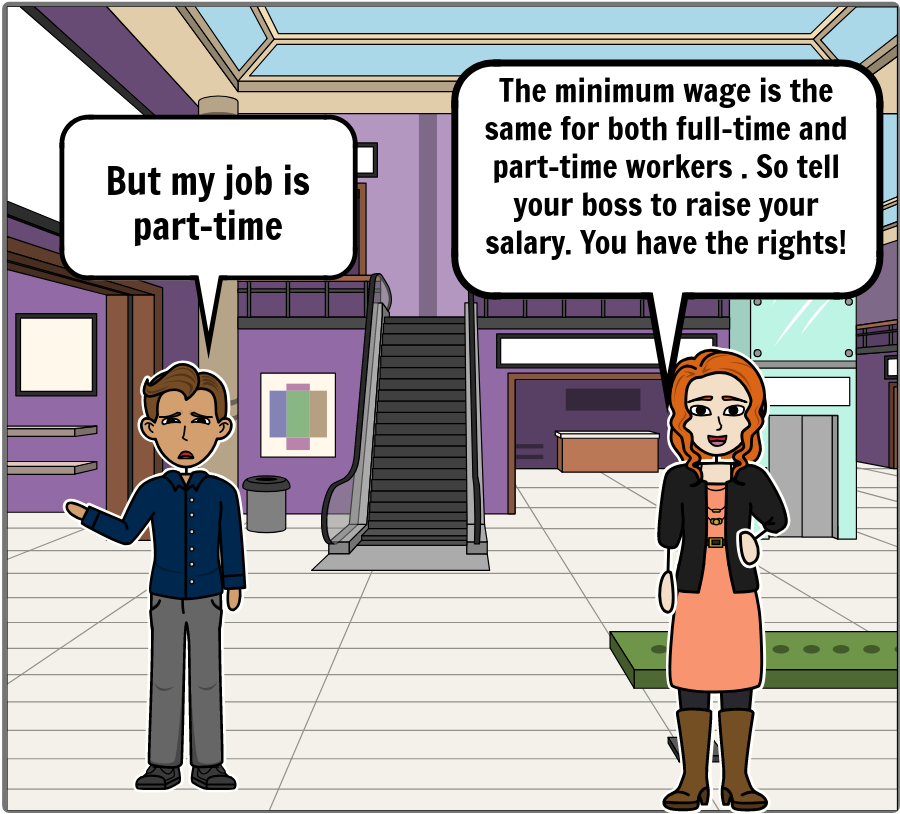 But my job is
part-time
The minimum wage is the
same for both full-time and
part-time workers . So tell
your boss to raise your
salary. You have the rights!